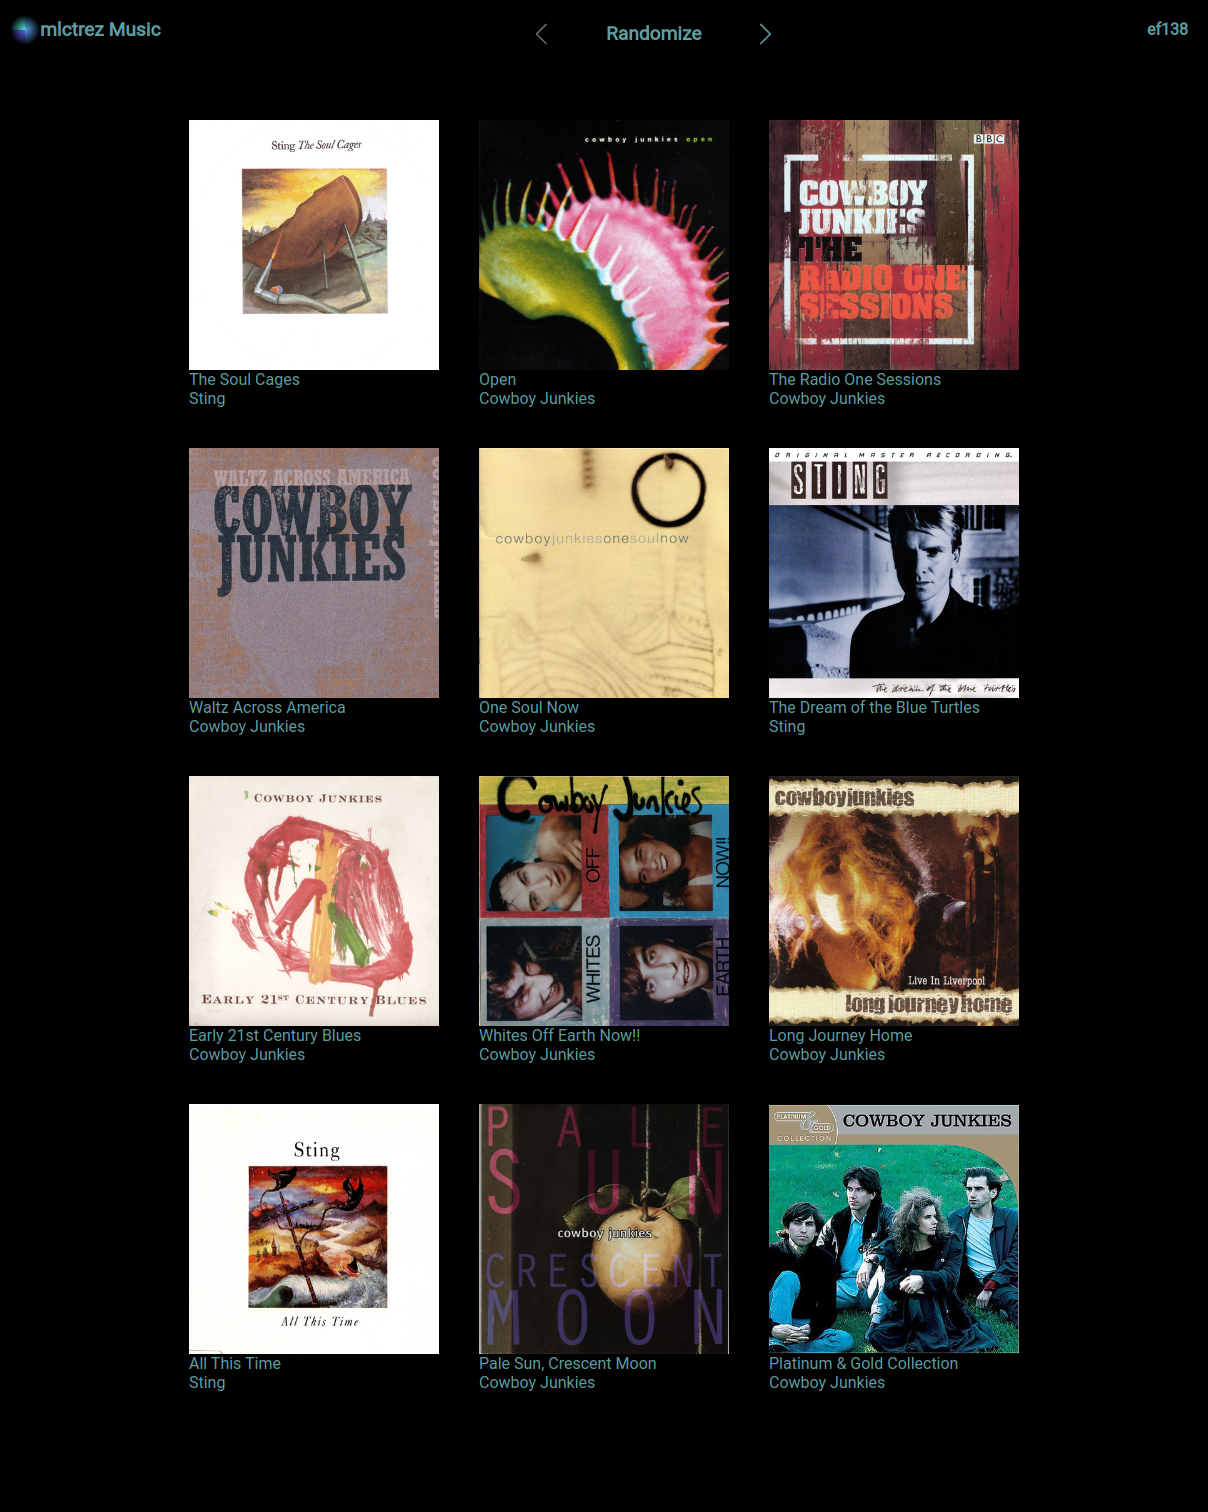 mlctrez Music
Randomize
ef138
Sting The Soul Cages
The Soul Cages
Sting
cowboy junkies open
Open
Cowboy Junkies
BBC
COWBOY
JUNKIES
THE
RADIO ONE
SESSIONS
The Radio One Sessions
Cowboy Junkies
WALTZ ACROSS AMERICA
COWBOY
JUNKIES
Waltz Across America
Cowboy Junkies
cowboyjunkiesonesoulnow
One Soul Now
Cowboy Junkies
ORIGINAL MASTER RECORDING
STING
the dream of the blue turtles
The Dream of the Blue Turtles
Sting
COWBOY JUNKIES
EARLY 21ST CENTURY BLUES
Early 21st Century Blues
Cowboy Junkies
Cowboy Junkies
OFF
NOW!!
WHITES
EARTH
Whites Off Earth Now!!
Cowboy Junkies
cowboyjunkies
Live In Liverpool
long journey home
Long Journey Home
Cowboy Junkies
Sting
All This Time
All This Time
Sting
PALE
SUN
cowboy junkies
CRESCENT
MOON
Pale Sun, Crescent Moon
Cowboy Junkies
PLATINUM
&
GOLD
COLLECTION
COWBOY JUNKIES
Platinum & Gold Collection
Cowboy Junkies